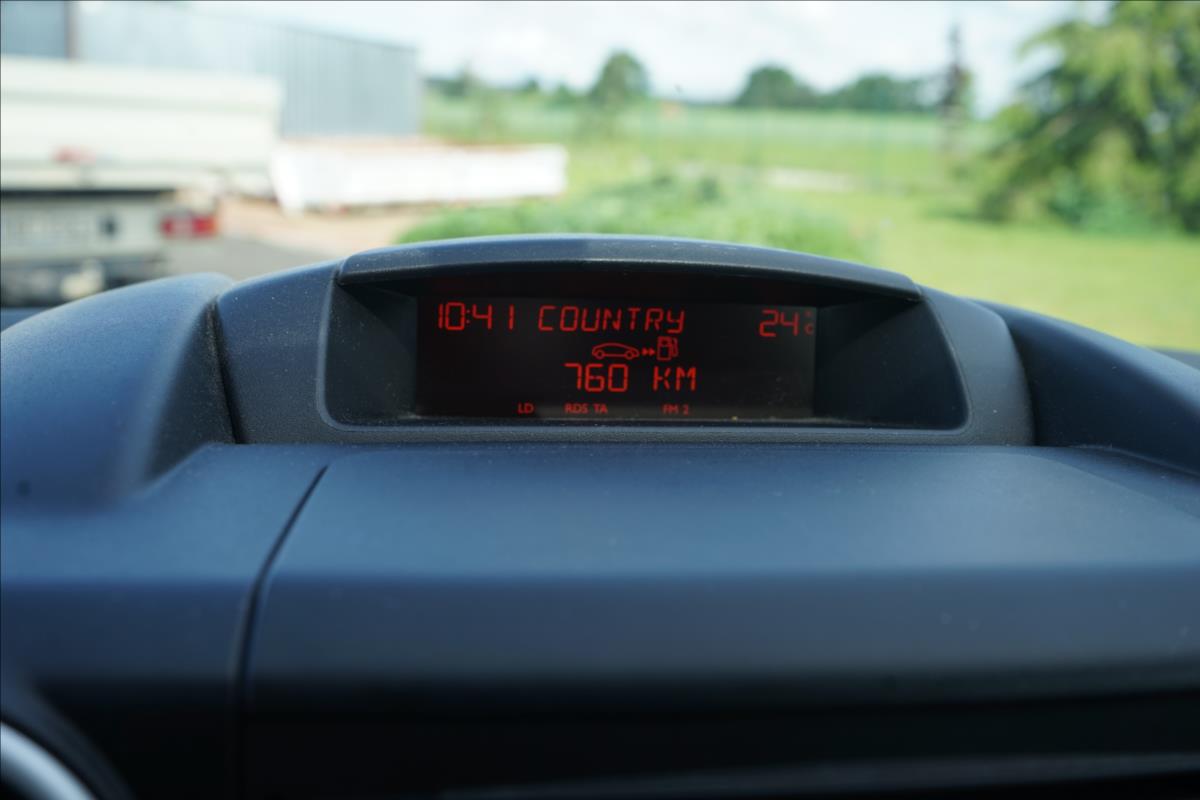 10:41 COUNTRY 24°C
760 KM
LD RDS TA FM 2